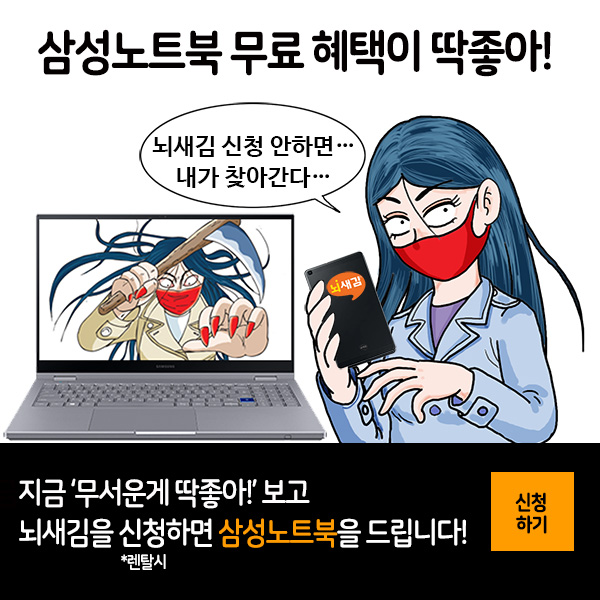 삼성노트북 무료 혜택이 딱좋아!
뇌새김 신청 안하면…
내가 찾아간다…
뇌새김
SAMSUNG
지금 ‘무서운게 딱좋아!’ 보고
뇌새김을 신청하면 삼성노트북을 드립니다!
*렌탈시
신청
하기